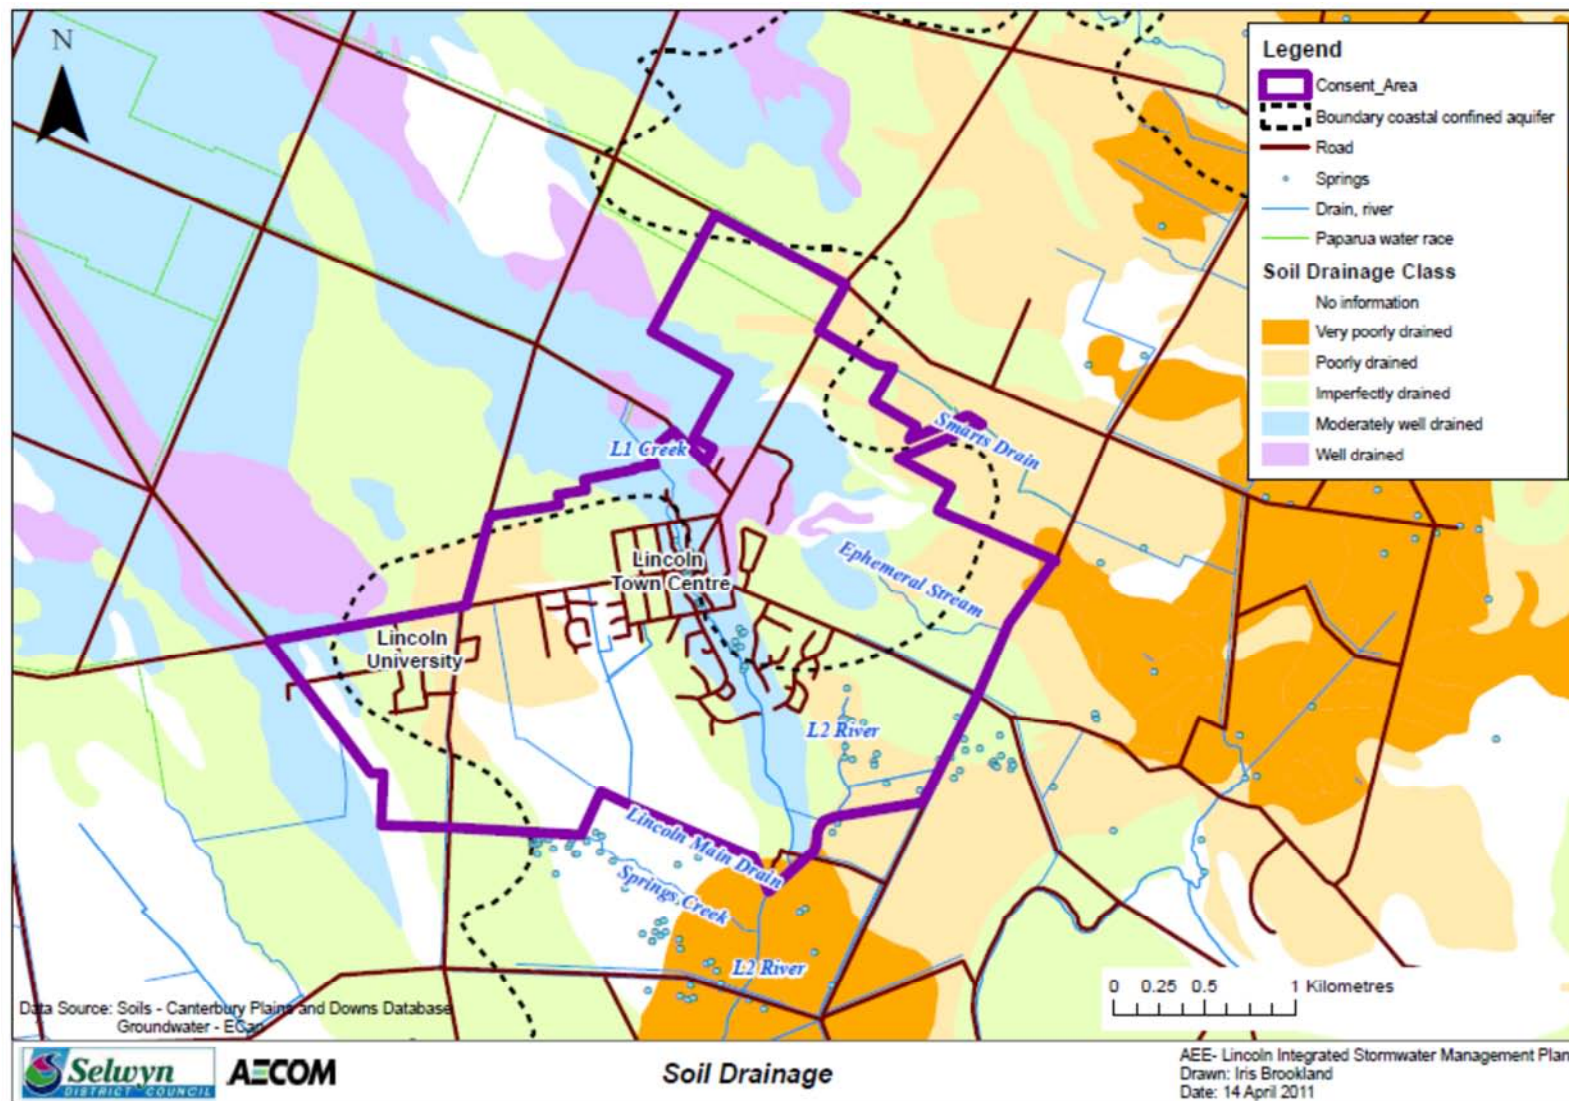 N
Legend
Consent_Area
Boundary coastal confined aquifer
Road
Springs
Drain, river
Paparua water race
Soil Drainage Class
No information
Very poorly drained
Poorly drained
Imperfectly drained
Moderately well drained
Well drained
L1 Creek
Smarts Drain
Ephemeral Stream
Lincoln
Town Centre
Lincoln
University
L2 River
Lincoln Main Drain
Springs Creek
L2 River
0 0.25 0.5 1 Kilometres
Data Source: Soils - Canterbury Plains and Downs Database
Groundwater - ECan
Selwyn
DISTRICT COUNCIL
AECOM
Soil Drainage
AEE- Lincoln Integrated Stormwater Management Plan
Drawn: Iris Brookland
Date: 14 April 2011